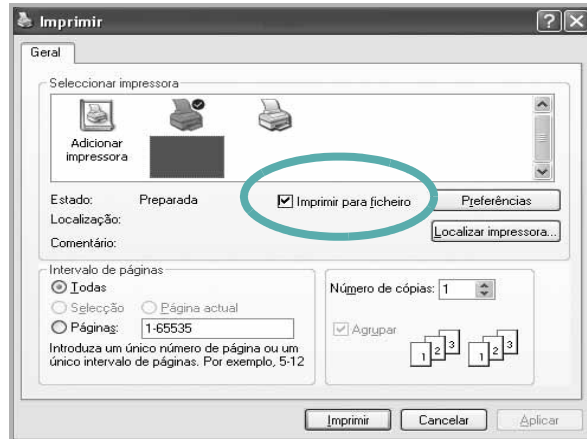 Imprimir
Geral
Seleccionar impressora
Adicionar
impressora
Estado: Preparada
Imprimir para ficheiro
Preferências
Localização:
Localizar impressora...
Comentário:
Intervalo de páginas
Todas
Selecção Página actual
Páginas: 1-65535
Introduza um único número de página ou um
único intervalo de páginas. Por exemplo, 5-12
Número de cópias: 1
Agrupar
1 2 3 1 2 3
Imprimir Cancelar Aplicar